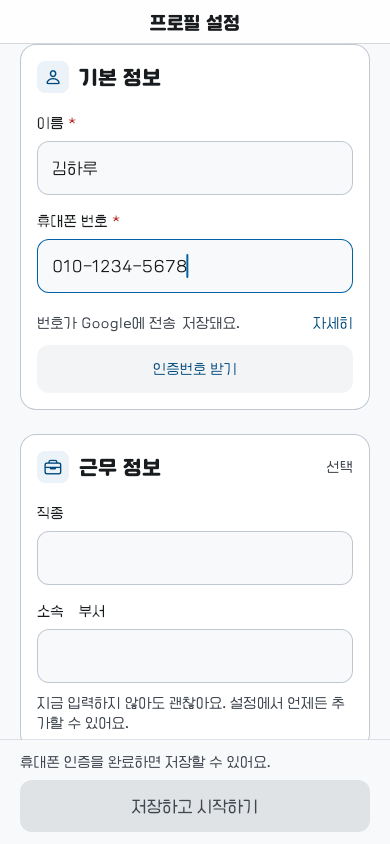 프로필 설정
기본 정보
이름 *
김하루
휴대폰 번호 *
010-1234-5678
번호가 Google에 전송 저장돼요.
자세히
인증번호 받기
근무 정보
선택
직종
소속 부서
지금 입력하지 않아도 괜찮아요. 설정에서 언제든 추
가할 수 있어요.
휴대폰 인증을 완료하면 저장할 수 있어요.
저장하고 시작하기